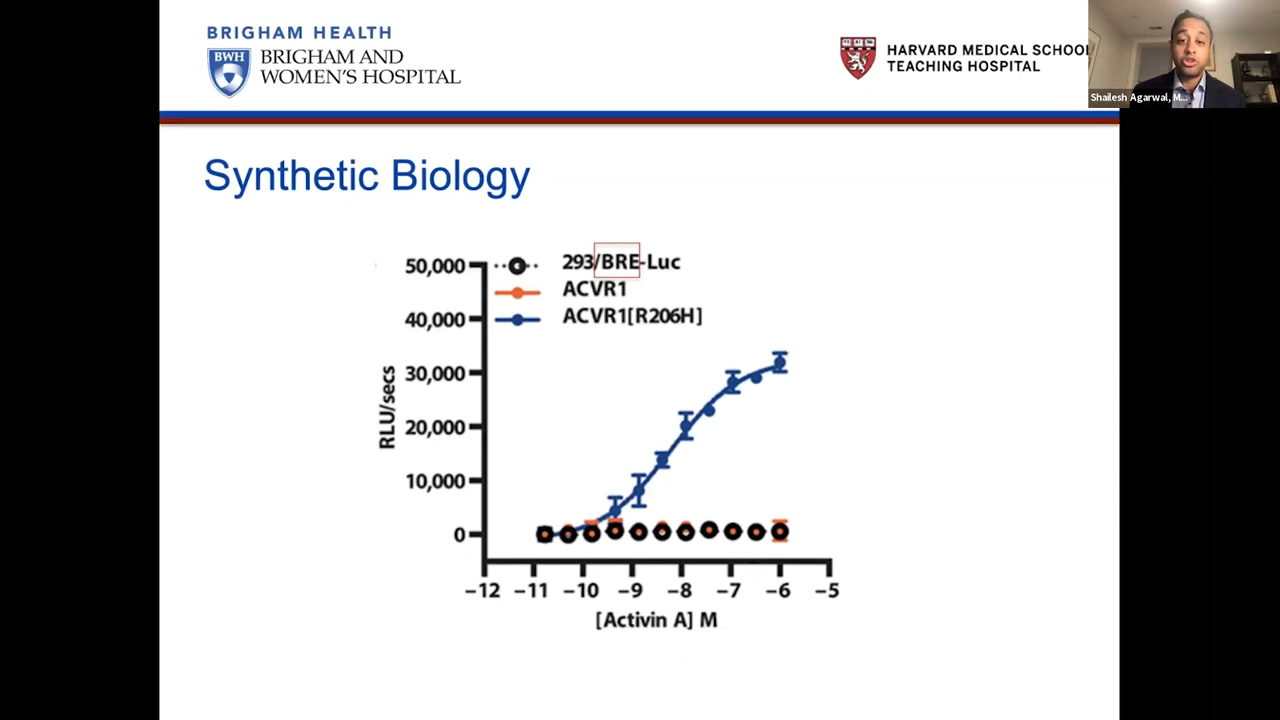 BRIGHAM HEALTH
BWH
BRIGHAM AND
WOMEN'S HOSPITAL
HARVARD MEDICAL SCHOOL
TEACHING HOSPITAL
Shailesh Agarwal, M...
Synthetic Biology
293/BRE-Luc
ACVR1
ACVR1[R206H]
RLU/secs
50,000
40,000
30,000
20,000
10,000
0
−12 −11 −10 −9 −8 −7 −6 −5
[Activin A] M